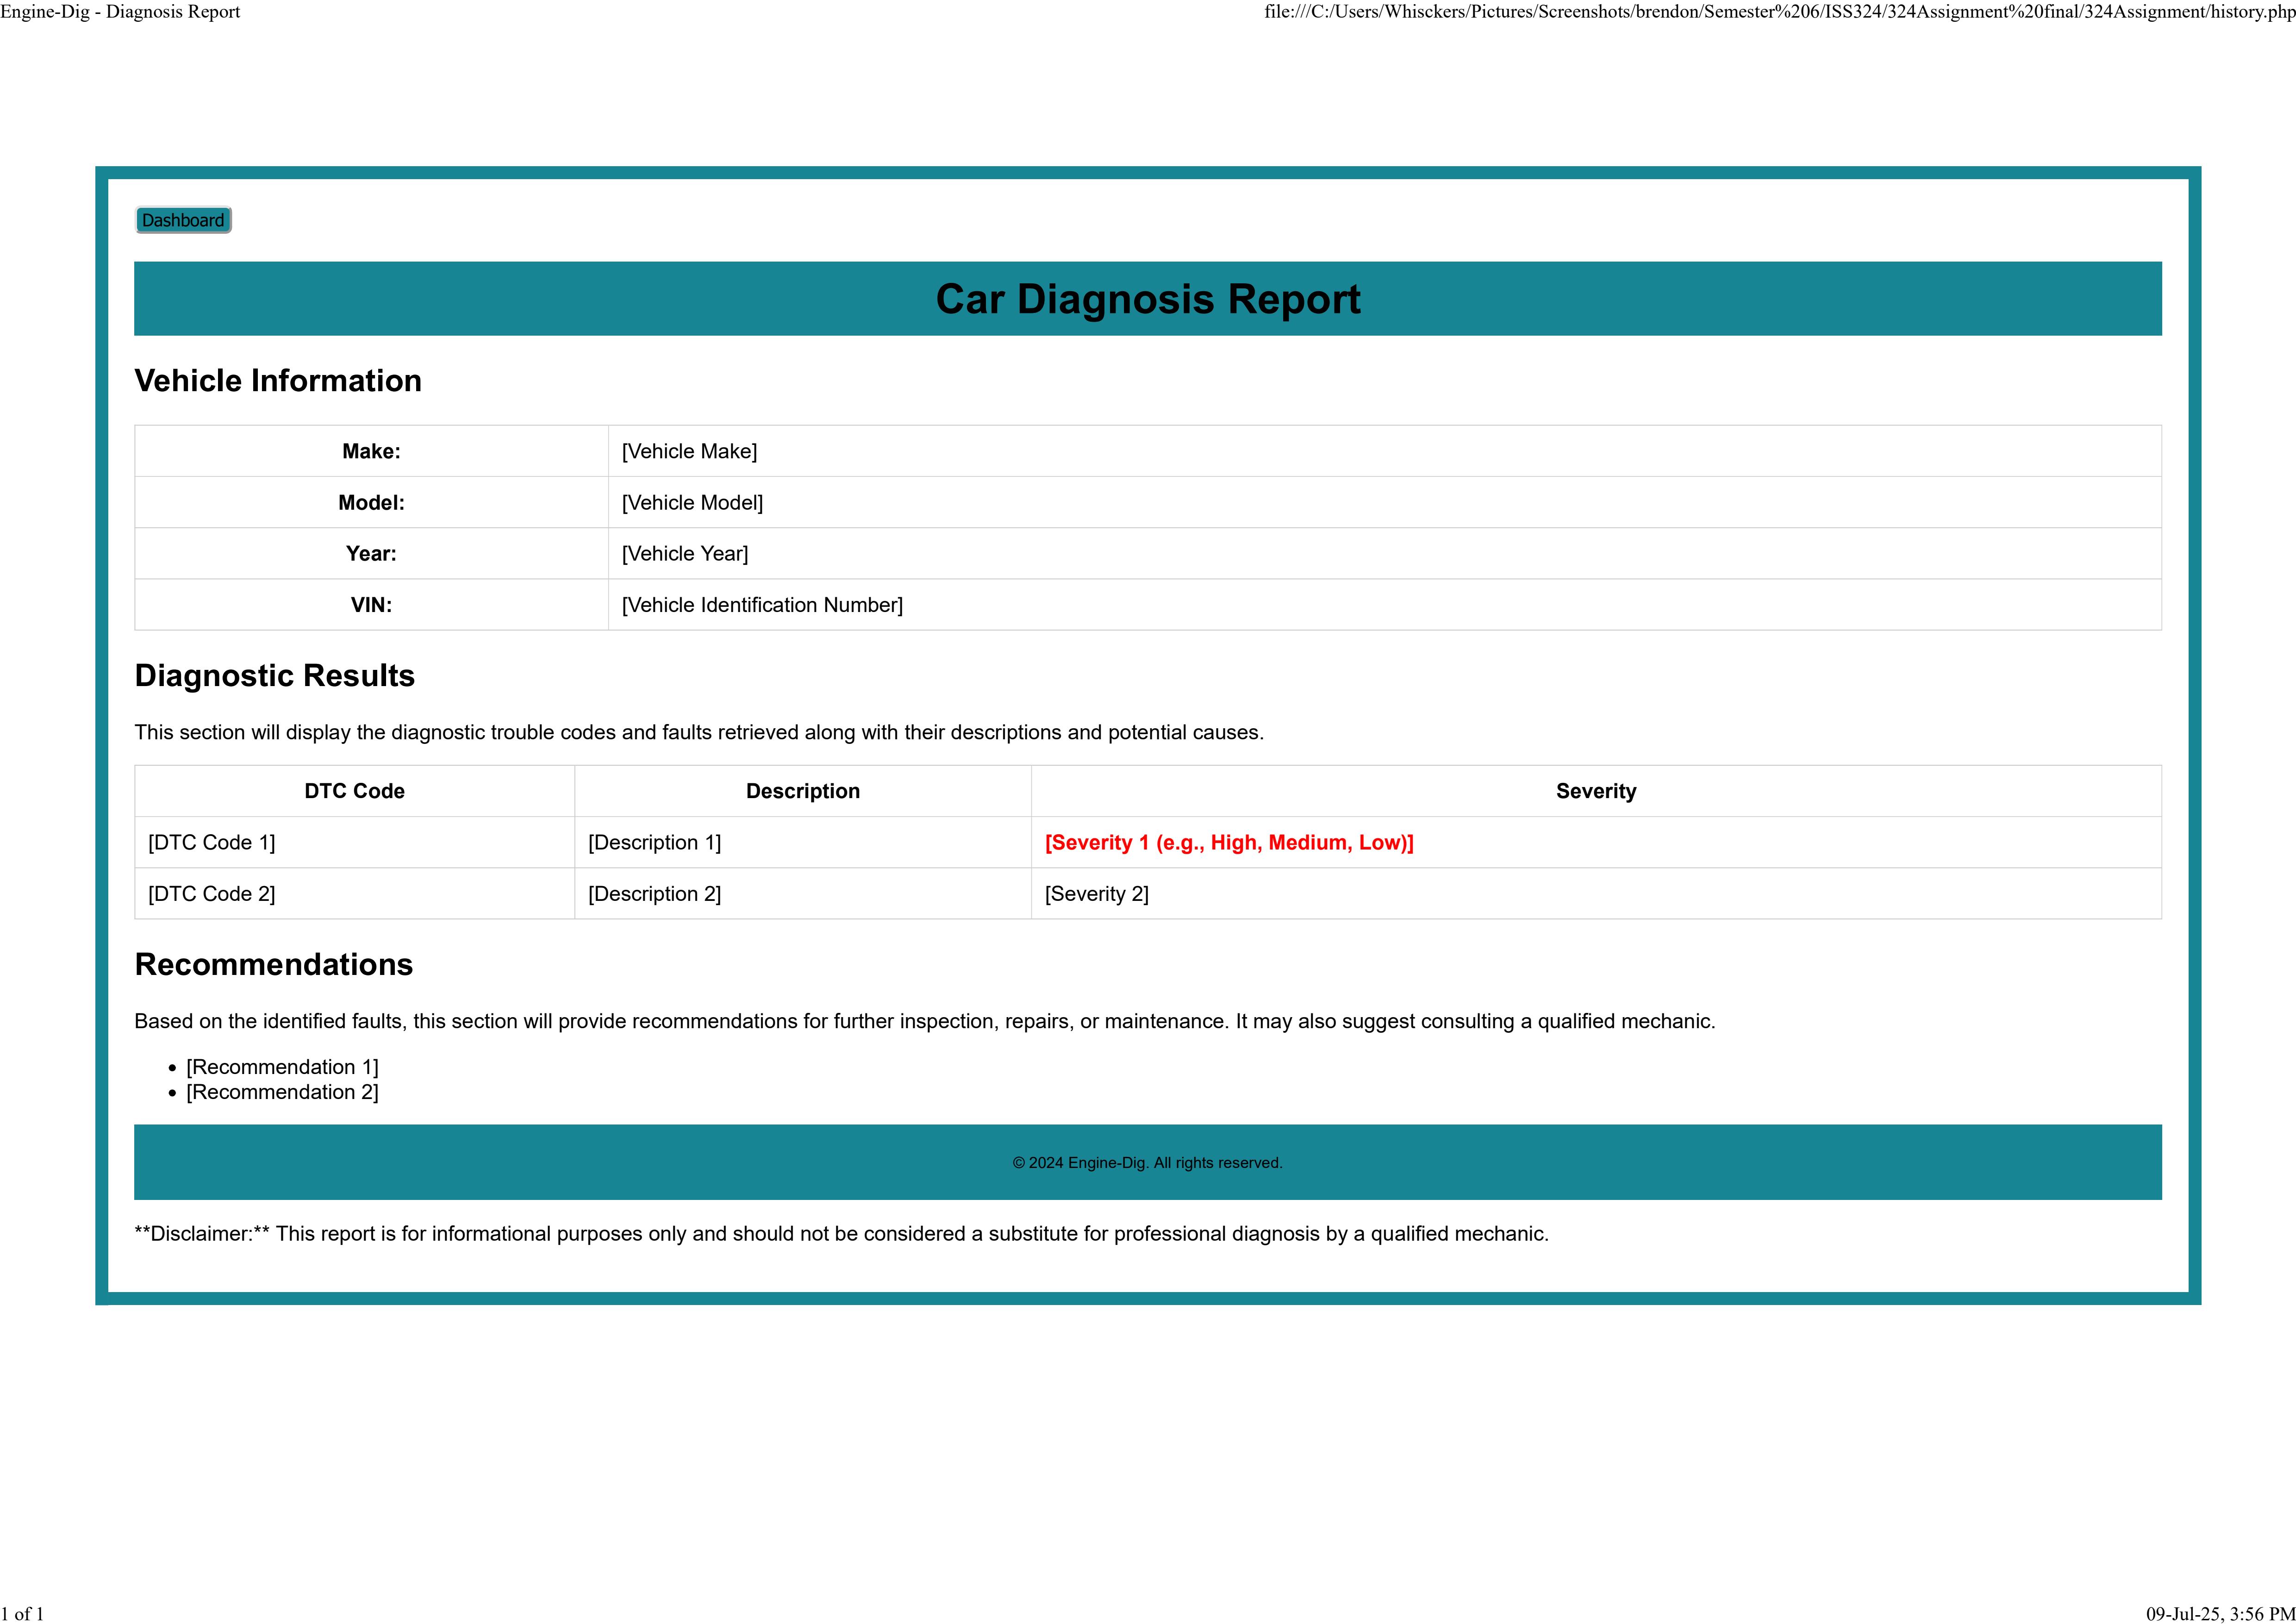 Engine-Dig - Diagnosis Report
file:///C:/Users/Whisckers/Pictures/Screenshots/brendon/Semester%206/ISS324/324Assignment%20final/324Assignment/history.php
Dashboard
Car Diagnosis Report
Vehicle Information
Make: [Vehicle Make]
Model: [Vehicle Model]
Year: [Vehicle Year]
VIN: [Vehicle Identification Number]
Diagnostic Results
This section will display the diagnostic trouble codes and faults retrieved along with their descriptions and potential causes.
DTC Code Description Severity
[DTC Code 1] [Description 1] [Severity 1 (e.g., High, Medium, Low)]
[DTC Code 2] [Description 2] [Severity 2]
Recommendations
Based on the identified faults, this section will provide recommendations for further inspection, repairs, or maintenance. It may also suggest consulting a qualified mechanic.
• [Recommendation 1]
• [Recommendation 2]
© 2024 Engine-Dig. All rights reserved.
**Disclaimer:** This report is for informational purposes only and should not be considered a substitute for professional diagnosis by a qualified mechanic.
1 of 1
09-Jul-25, 3:56 PM